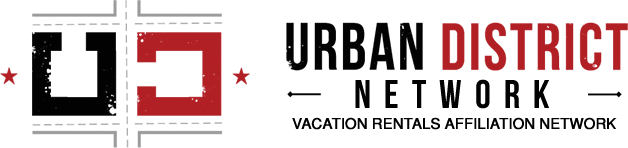 URBAN DISTRICT
NETWORK
VACATION RENTALS AFFILIATION NETWORK